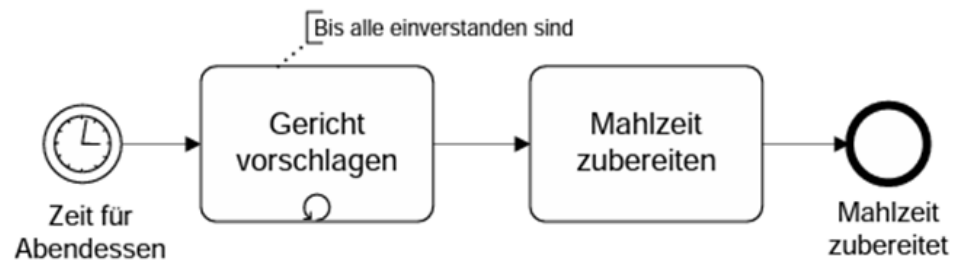 Bis alle einverstanden sind
Gericht
vorschlagen
Mahlzeit
zubereiten
Zeit für
Abendessen
Mahlzeit
zubereitet